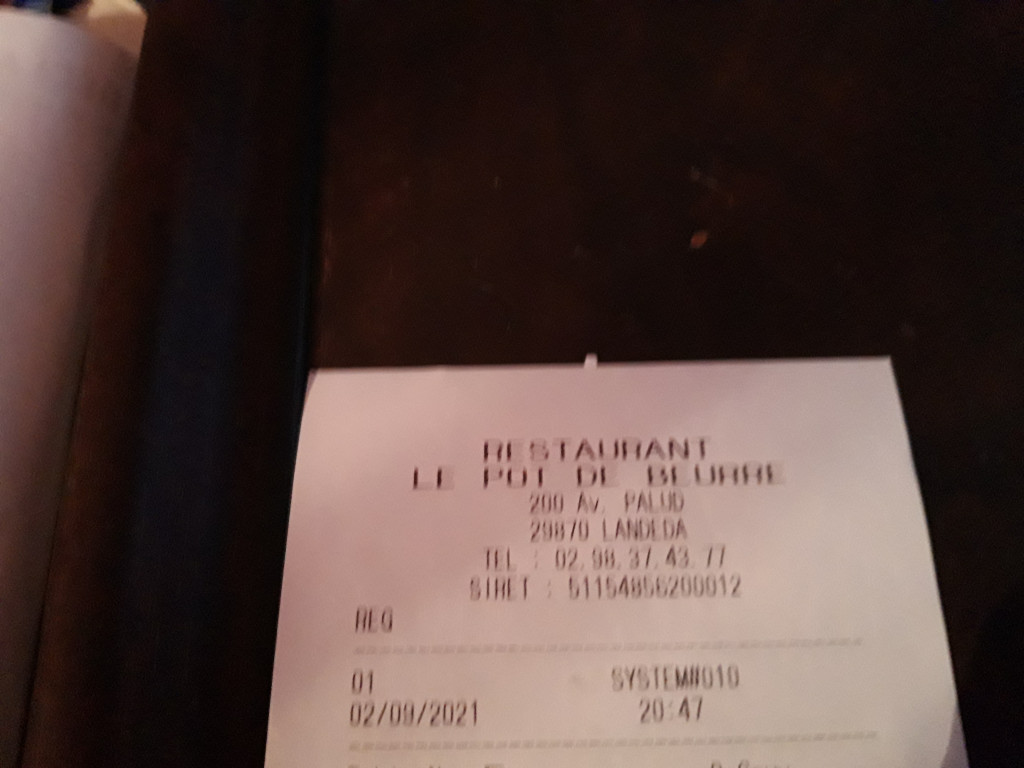 RESTAURANT
LE POT DE BEURRE
200 Av. PALUD
29870 LANDEDA
TEL : 02.98.37.43.77
SIRET : 51154856200012
REG
01 SYSTEM#010
02/09/2021 20:47